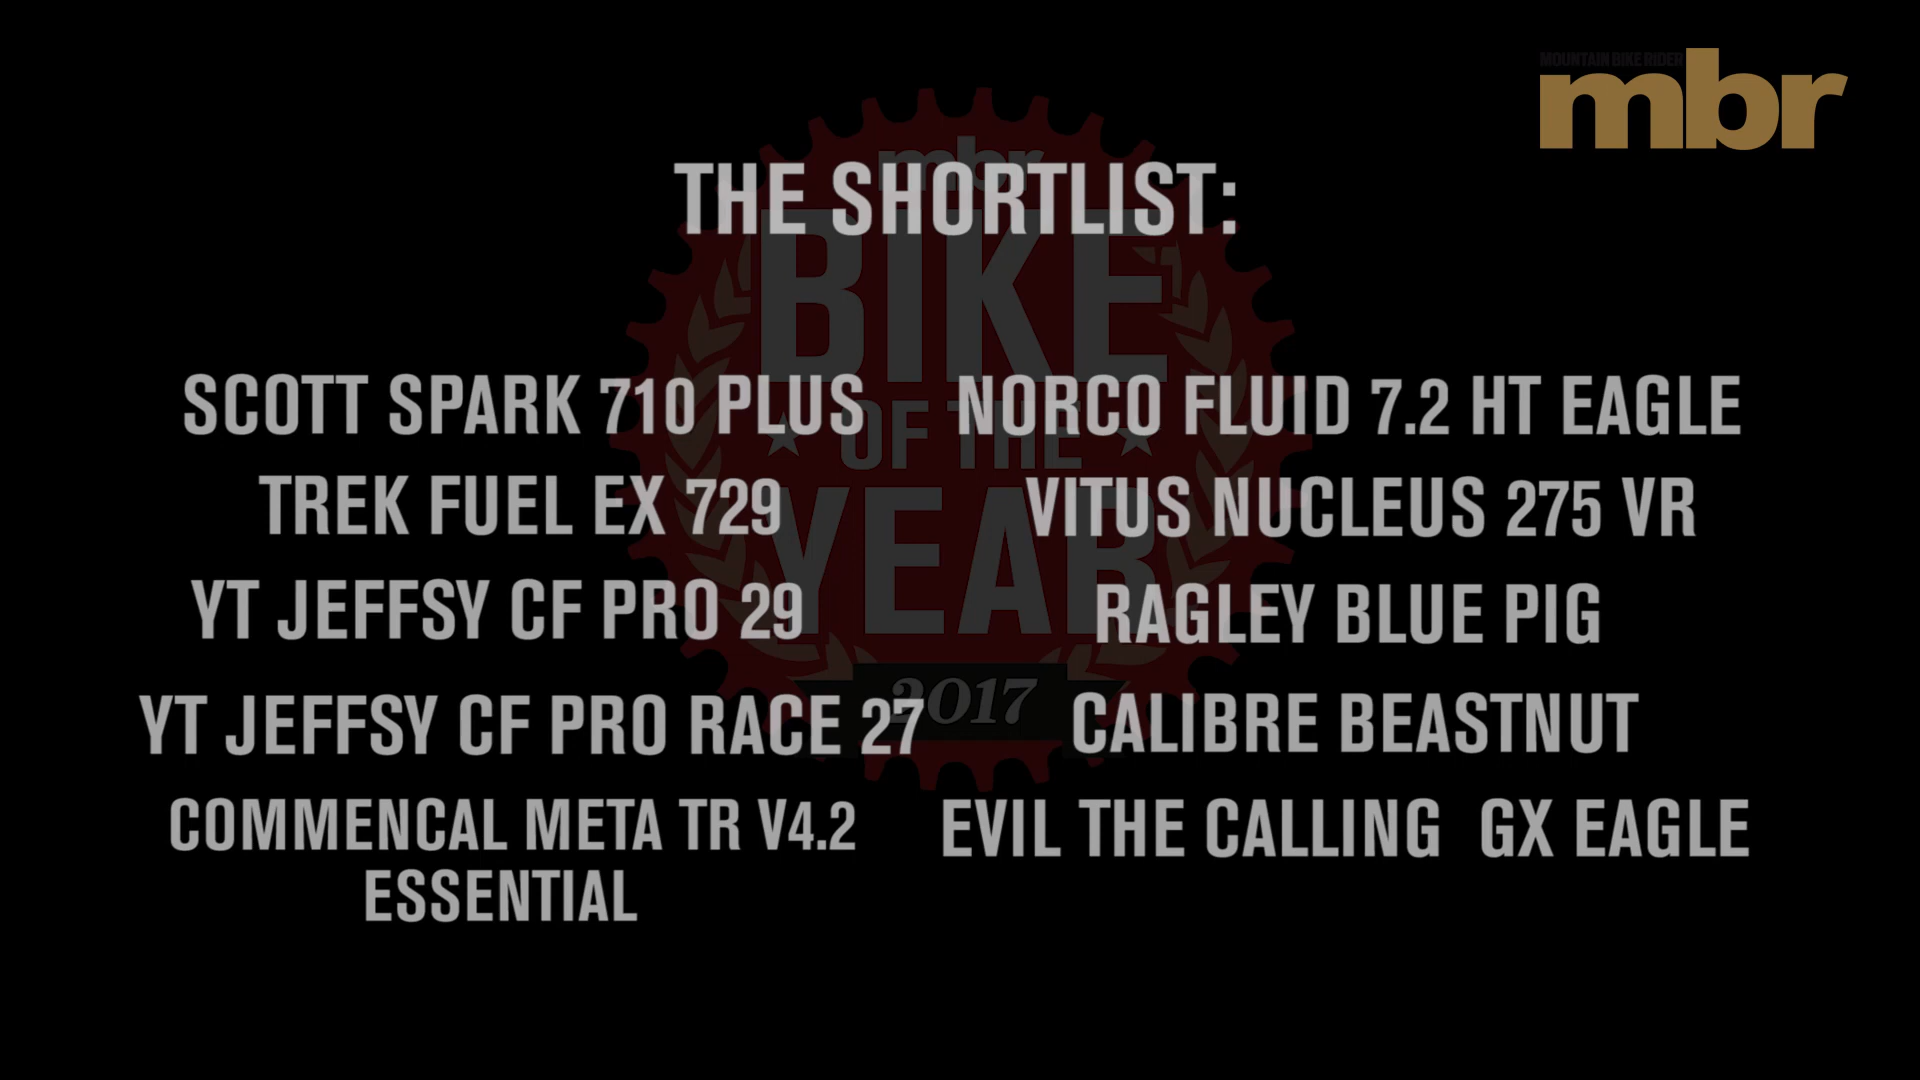 MOUNTAIN BIKE RIDER
mbr
mbr
THE SHORTLIST:
BIKE
OF THE
YEAR
2017
SCOTT SPARK 710 PLUS
TREK FUEL EX 729
YT JEFFSY CF PRO 29
YT JEFFSY CF PRO RACE 27
COMMENCAL META TR V4.2
ESSENTIAL
NORCO FLUID 7.2 HT EAGLE
VITUS NUCLEUS 275 VR
RAGLEY BLUE PIG
CALIBRE BEASTNUT
EVIL THE CALLING GX EAGLE